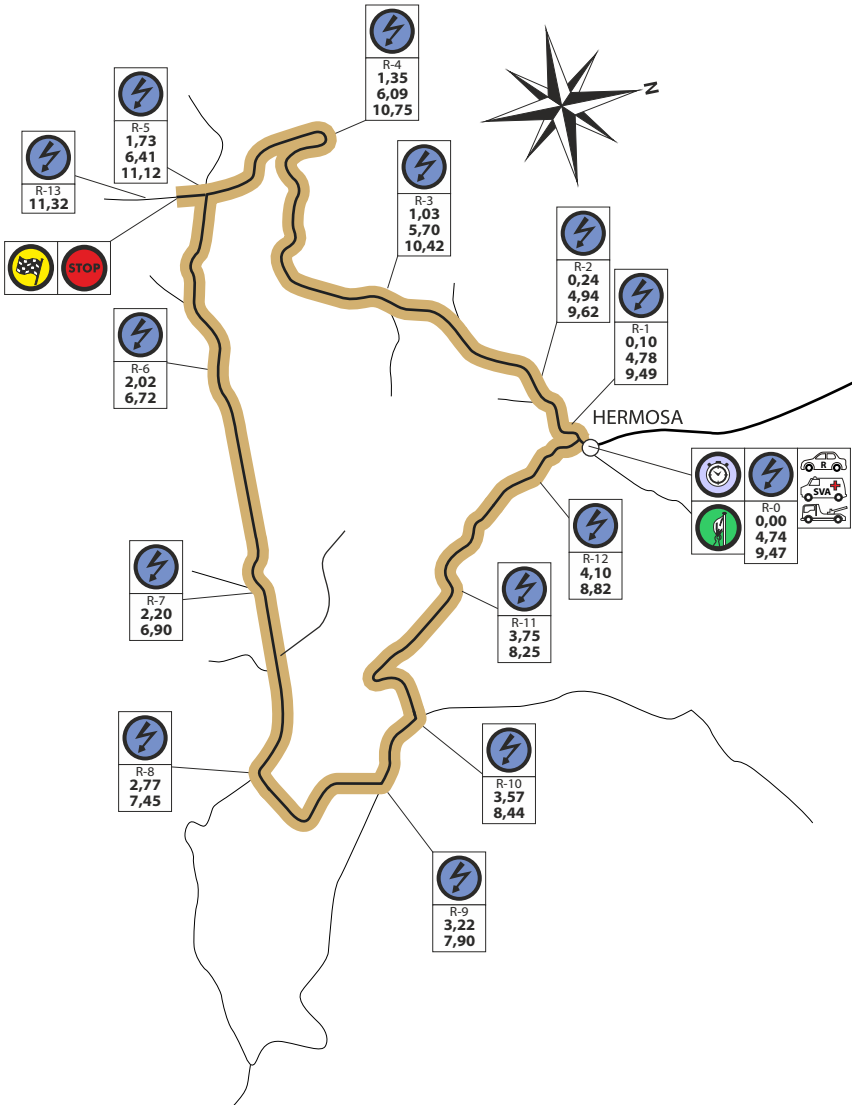 R-4
1,35
6,09
10,75
N
R-5
1,73
6,41
11,12
R-13
11,32
R-3
1,03
5,70
10,42
STOP
R-2
0,24
4,94
9,62
R-1
0,10
4,78
9,49
R-6
2,02
6,72
HERMOSA
R
SVA
R-0
0,00
4,74
9,47
R-12
4,10
8,82
R-7
2,20
6,90
R-11
3,75
8,25
R-8
2,77
7,45
R-10
3,57
8,44
R-9
3,22
7,90